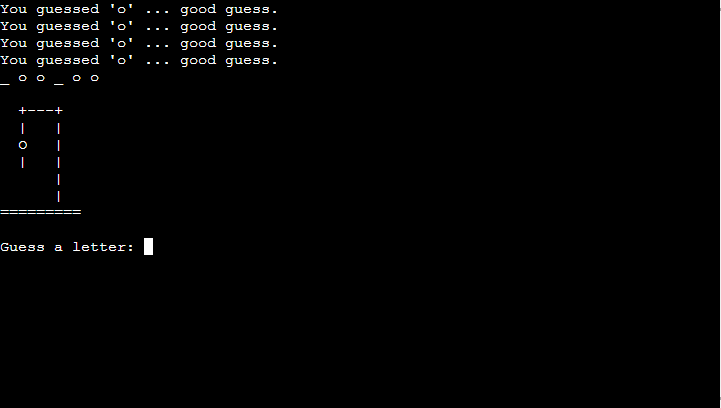 You guessed 'o' ... good guess.
You guessed 'o' ... good guess.
You guessed 'o' ... good guess.
You guessed 'o' ... good guess.
_ o o _ o o
  +---+
  |   |
  O   |
  |   |
      |
      |
=========
Guess a letter: